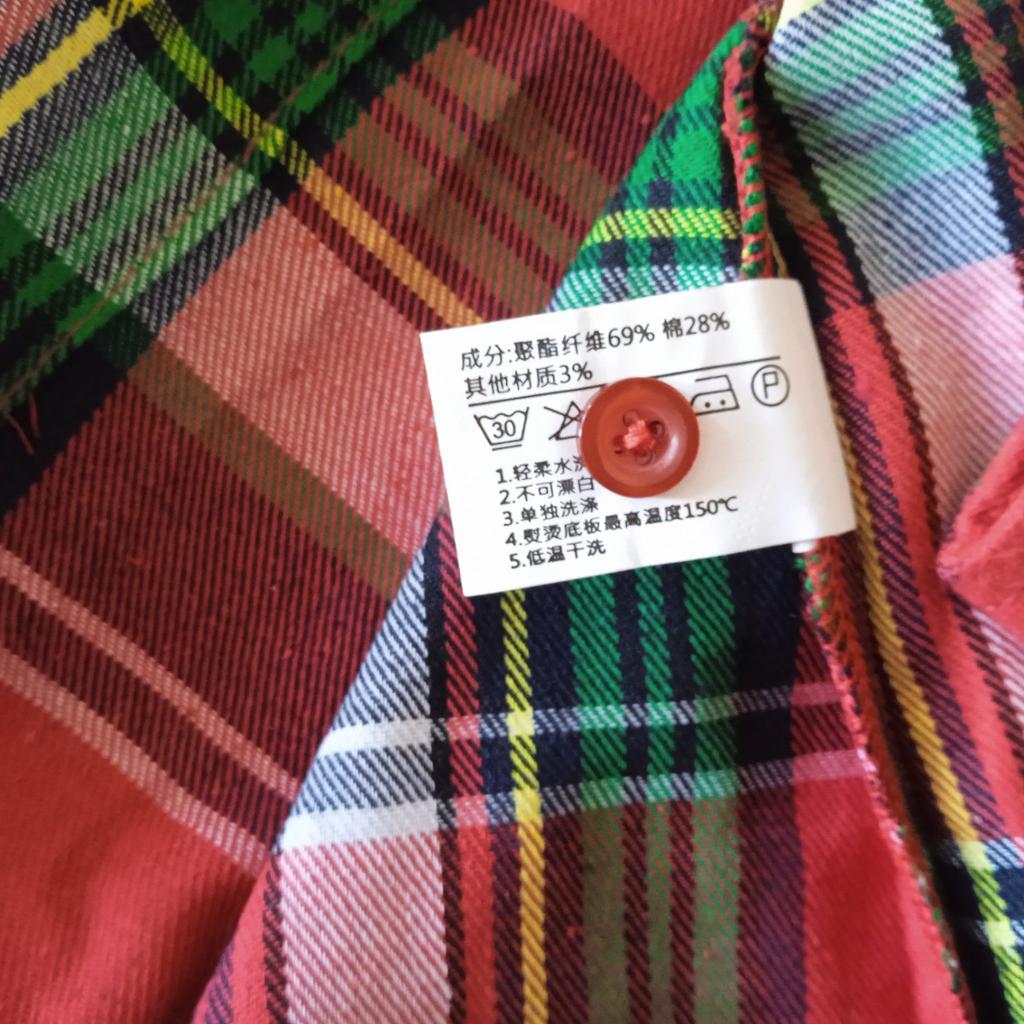 成分:聚酯纤维69% 棉28%
其他材质3%
30 P
1.轻柔水洗
2.不可漂白
3.单独洗涤
4.熨烫底板最高温度150℃
5.低温干洗